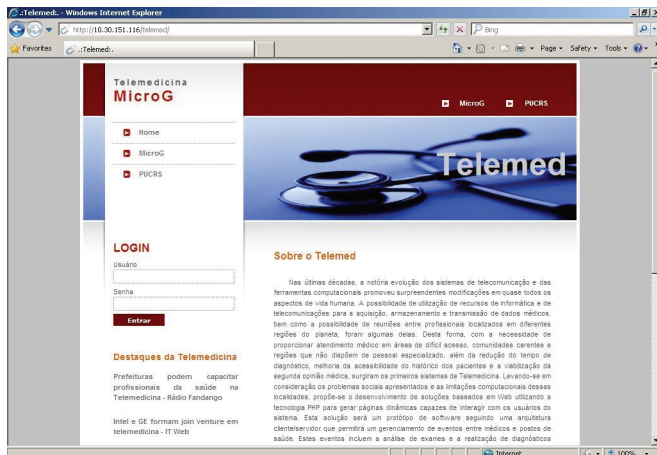 .:Telemed:. - Windows Internet Explorer
http://10.30.151.116/telemed/
Bing
Favorites
.:Telemed:.
Page
Safety
Tools
Telemedicina
MicroG
MicroG
PUCRS
Home
MicroG
PUCRS
Telemed
LOGIN
Usuário
Senha
Entrar
Destaques da Telemedicina
Prefeituras podem capacitar
profissionais da saúde na
Telemedicina - Rádio Fandango
Intel e GE formam join venture em
telemedicina - IT Web
Sobre o Telemed
Nas últimas décadas, a notória evolução dos sistemas de telecomunicação e das
ferramentas computacionais promoveu surpreendentes modificações em quase todos os
aspectos de vida humana. A possibilidade de utilização de recursos de informática e de
telecomunicações para a aquisição, armazenamento e transmissão de dados médicos,
bem como a possibilidade de reuniões entre profissionais localizados em diferentes
regiões do planeta, foram algumas delas. Desta forma, com a necessidade de
proporcionar atendimento médico em áreas de difícil acesso, comunidades carentes e
regiões que não dispõem de pessoal especializado, além da redução do tempo de
diagnóstico, melhoria da acessibilidade do histórico dos pacientes e a viabilização da
segunda opinião médica, surgiram os primeiros sistemas de Telemedicina. Levando-se em
consideração os problemas sociais apresentados e as limitações computacionais dessas
localidades, propõe-se o desenvolvimento de soluções baseados em Web utilizando a
tecnologia PHP para gerar páginas dinâmicas capazes de interagir com os usuários do
sistema. Esta solução será um protótipo de software seguindo uma arquitetura
cliente/servidor que permitirá um gerenciamento de eventos entre médicos e postos de
saúde. Estes eventos incluem a análise de exames e a realização de diagnósticos
Internet
100%